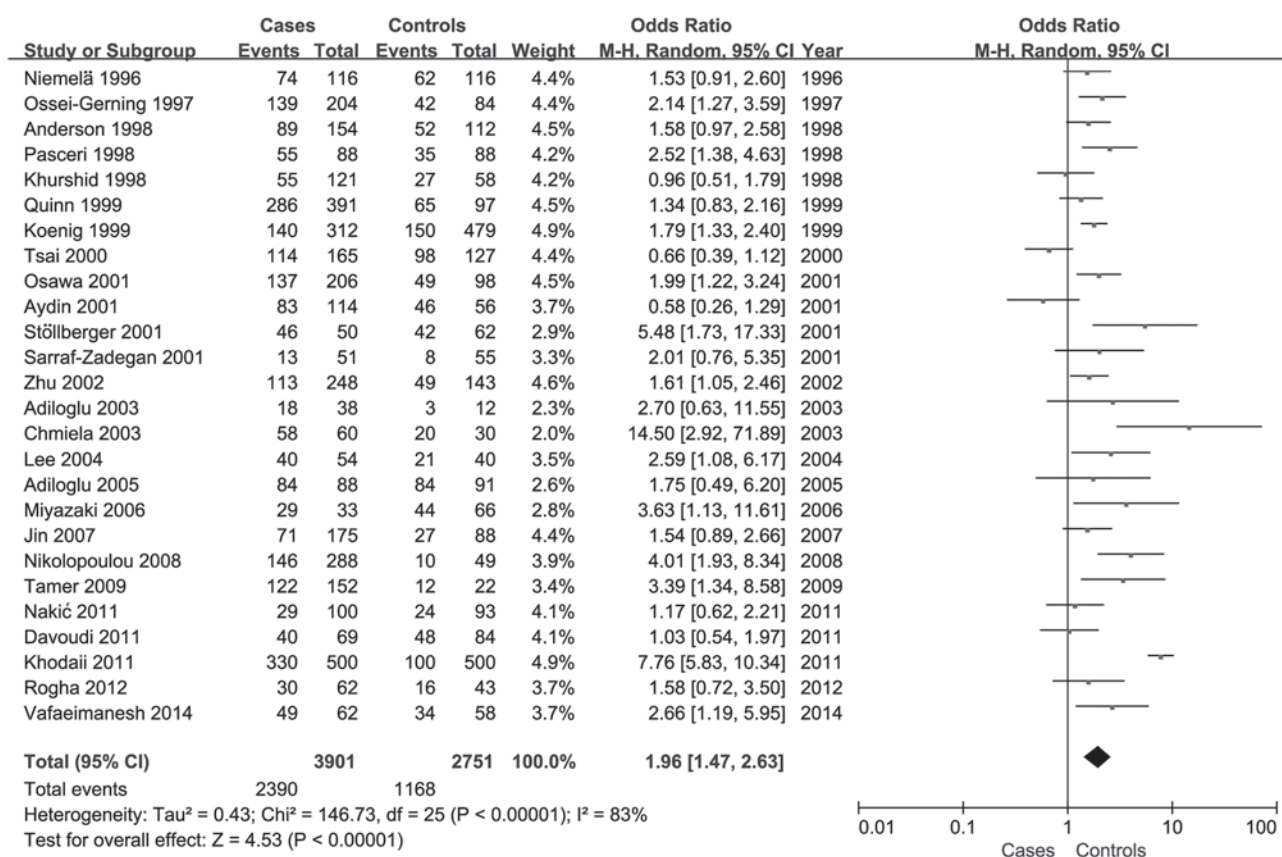 Cases Controls Odds Ratio Odds Ratio
Study or Subgroup Events Total Events Total Weight M-H, Random, 95% CI Year M-H, Random, 95% CI
Niemelä 1996 74 116 62 116 4.4% 1.53 [0.91, 2.60] 1996
Ossei-Gerning 1997 139 204 42 84 4.4% 2.14 [1.27, 3.59] 1997
Anderson 1998 89 154 52 112 4.5% 1.58 [0.97, 2.58] 1998
Pasceri 1998 55 88 35 88 4.2% 2.52 [1.38, 4.63] 1998
Khurshid 1998 55 121 27 58 4.2% 0.96 [0.51, 1.79] 1998
Quinn 1999 286 391 65 97 4.5% 1.34 [0.83, 2.16] 1999
Koenig 1999 140 312 150 479 4.9% 1.79 [1.33, 2.40] 1999
Tsai 2000 114 165 98 127 4.4% 0.66 [0.39, 1.12] 2000
Osawa 2001 137 206 49 98 4.5% 1.99 [1.22, 3.24] 2001
Aydin 2001 83 114 46 56 3.7% 0.58 [0.26, 1.29] 2001
Stöllberger 2001 46 50 42 62 2.9% 5.48 [1.73, 17.33] 2001
Sarraf-Zadegan 2001 13 51 8 55 3.3% 2.01 [0.76, 5.35] 2001
Zhu 2002 113 248 49 143 4.6% 1.61 [1.05, 2.46] 2002
Adiloglu 2003 18 38 3 12 2.3% 2.70 [0.63, 11.55] 2003
Chmiela 2003 58 60 20 30 2.0% 14.50 [2.92, 71.89] 2003
Lee 2004 40 54 21 40 3.5% 2.59 [1.08, 6.17] 2004
Adiloglu 2005 84 88 84 91 2.6% 1.75 [0.49, 6.20] 2005
Miyazaki 2006 29 33 44 66 2.8% 3.63 [1.13, 11.61] 2006
Jin 2007 71 175 27 88 4.4% 1.54 [0.89, 2.66] 2007
Nikolopoulou 2008 146 288 10 49 3.9% 4.01 [1.93, 8.34] 2008
Tamer 2009 122 152 12 22 3.4% 3.39 [1.34, 8.58] 2009
Nakić 2011 29 100 24 93 4.1% 1.17 [0.62, 2.21] 2011
Davoudi 2011 40 69 48 84 4.1% 1.03 [0.54, 1.97] 2011
Khodaii 2011 330 500 100 500 4.9% 7.76 [5.83, 10.34] 2011
Rogha 2012 30 62 16 43 3.7% 1.58 [0.72, 3.50] 2012
Vafaeimanesh 2014 49 62 34 58 3.7% 2.66 [1.19, 5.95] 2014
Total (95% CI) 3901 2751 100.0% 1.96 [1.47, 2.63]
Total events 2390 1168
Heterogeneity: Tau² = 0.43; Chi² = 146.73, df = 25 (P < 0.00001); I² = 83%
Test for overall effect: Z = 4.53 (P < 0.00001)
0.01 0.1 1 10 100
Cases Controls